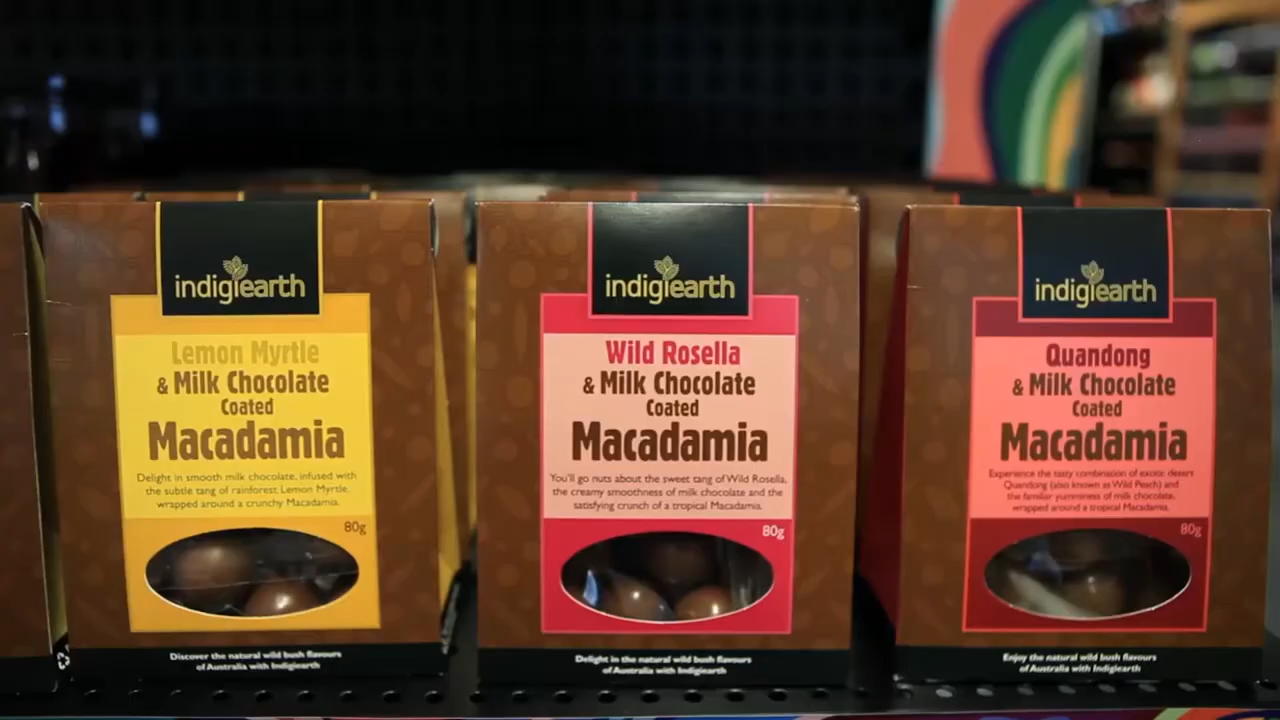 indigiearth
Lemon Myrtle
& Milk Chocolate
Coated
Macadamia
Delight in smooth milk chocolate, infused with
the subtle tang of rainforest Lemon Myrtle,
wrapped around a crunchy Macadamia.
80g
Discover the natural wild bush flavours
of Australia with Indigiearth
indigiearth
Wild Rosella
& Milk Chocolate
Coated
Macadamia
You'll go nuts about the sweet tang of Wild Rosella,
the creamy smoothness of milk chocolate and the
satisfying crunch of a tropical Macadamia.
80g
Delight in the natural wild bush flavours
of Australia with Indigiearth
indigiearth
Quandong
& Milk Chocolate
Coated
Macadamia
Experience the tasty combination of exotic desert
Quandong (also known as Wild Peach) and
the familiar yumminess of milk chocolate,
wrapped around a tropical Macadamia.
80g
Enjoy the natural wild bush flavours
of Australia with Indigiearth